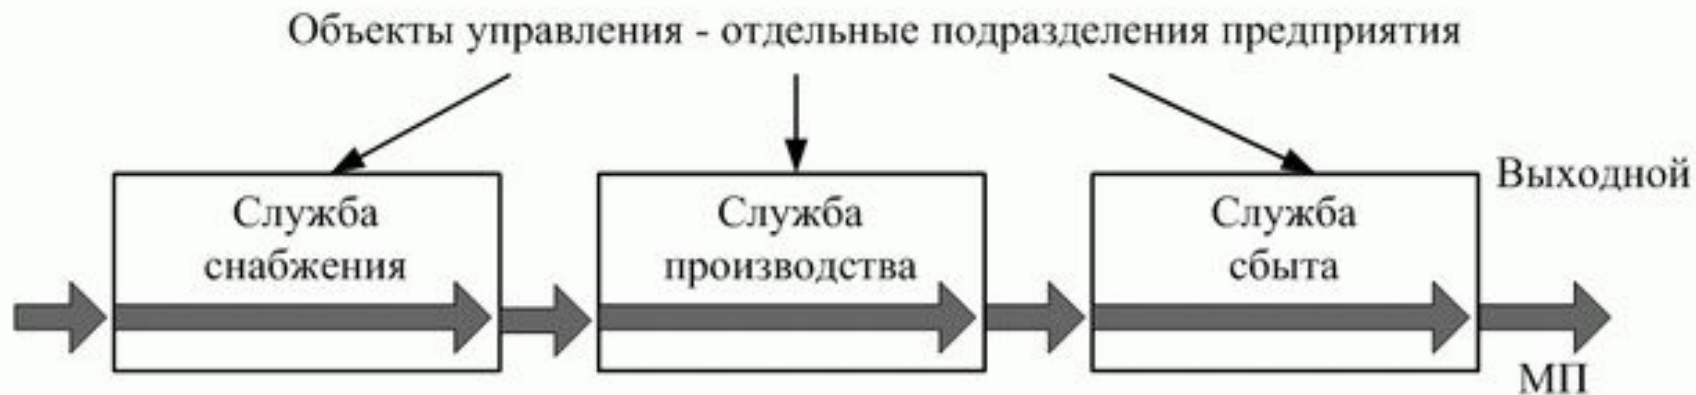 Объекты управления - отдельные подразделения предприятия
Служба
снабжения
Служба
производства
Служба
сбыта
Выходной
МП